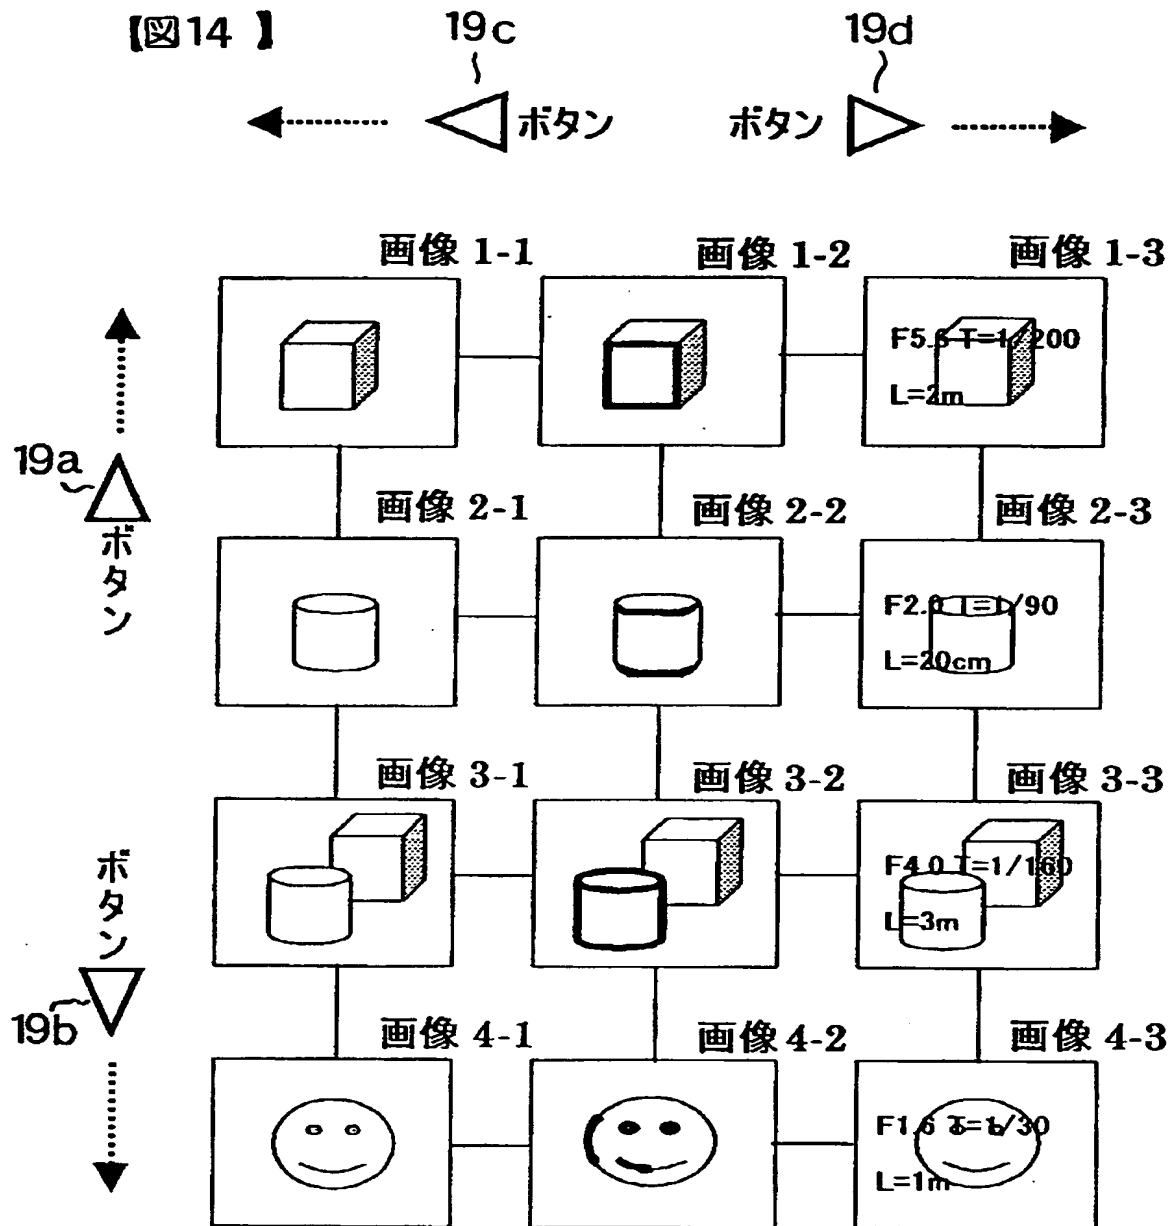 【図14 】
19c
19d
ボタン
ボタン
画像 1-1
画像 1-2
画像 1-3
F5.6 T=1/200
L=2m
19a
ボタン
画像 2-1
画像 2-2
画像 2-3
F2.0 T=1/90
L=20cm
画像 3-1
画像 3-2
画像 3-3
F4.0 T=1/160
L=3m
ボタン
19b
画像 4-1
画像 4-2
画像 4-3
F1.6 T=1/30
L=1m